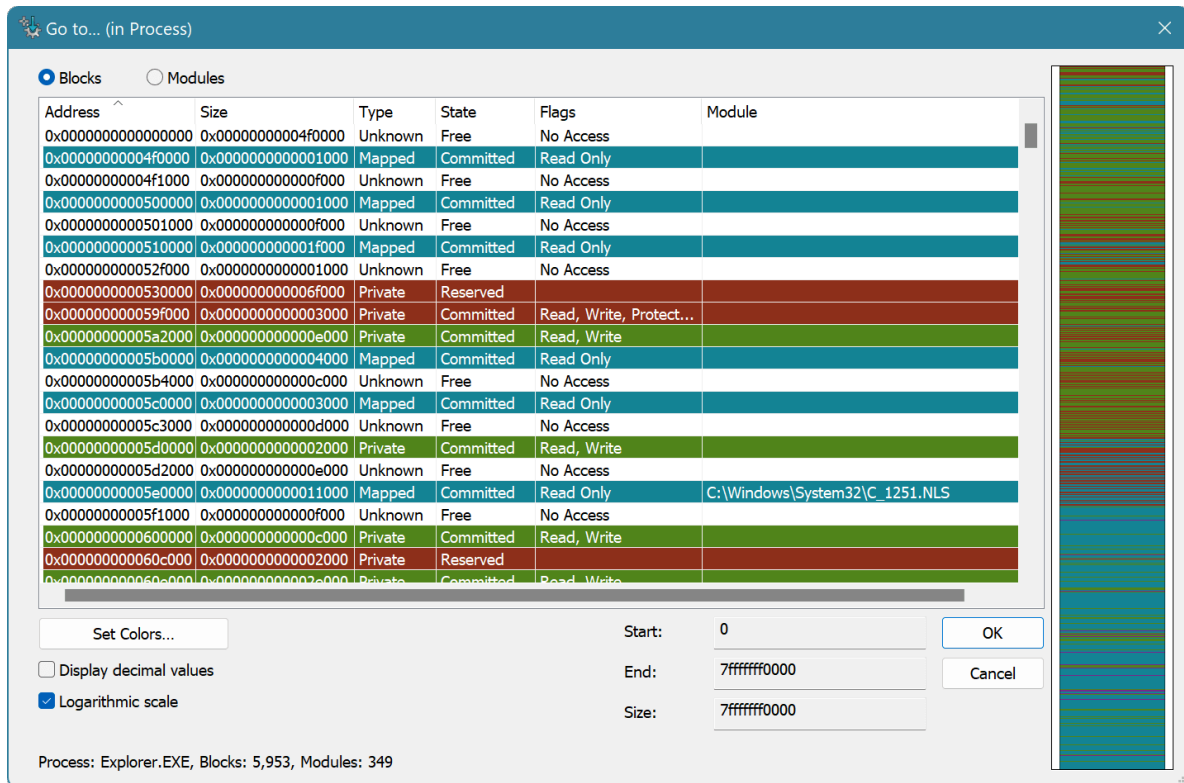 Go to... (in Process)
Blocks Modules
Address Size Type State Flags Module
0x0000000000000000 0x00000000004f0000 Unknown Free No Access
0x00000000004f0000 0x0000000000001000 Mapped Committed Read Only
0x00000000004f1000 0x000000000000f000 Unknown Free No Access
0x0000000000500000 0x0000000000001000 Mapped Committed Read Only
0x0000000000501000 0x000000000000f000 Unknown Free No Access
0x0000000000510000 0x000000000001f000 Mapped Committed Read Only
0x000000000052f000 0x0000000000001000 Unknown Free No Access
0x0000000000530000 0x000000000006f000 Private Reserved
0x000000000059f000 0x0000000000003000 Private Committed Read, Write, Protect...
0x00000000005a2000 0x000000000000e000 Private Committed Read, Write
0x00000000005b0000 0x0000000000004000 Mapped Committed Read Only
0x00000000005b4000 0x000000000000c000 Unknown Free No Access
0x00000000005c0000 0x0000000000003000 Mapped Committed Read Only
0x00000000005c3000 0x000000000000d000 Unknown Free No Access
0x00000000005d0000 0x0000000000002000 Private Committed Read, Write
0x00000000005d2000 0x000000000000e000 Unknown Free No Access
0x00000000005e0000 0x0000000000011000 Mapped Committed Read Only C:\Windows\System32\C_1251.NLS
0x00000000005f1000 0x000000000000f000 Unknown Free No Access
0x0000000000600000 0x000000000000c000 Private Committed Read, Write
0x000000000060c000 0x0000000000002000 Private Reserved
0x000000000060e000 0x000000000002e000 Private Committed Read, Write
Set Colors... Start: 0 OK
Display decimal values End: 7fffffff0000 Cancel
Logarithmic scale Size: 7fffffff0000
Process: Explorer.EXE, Blocks: 5,953, Modules: 349